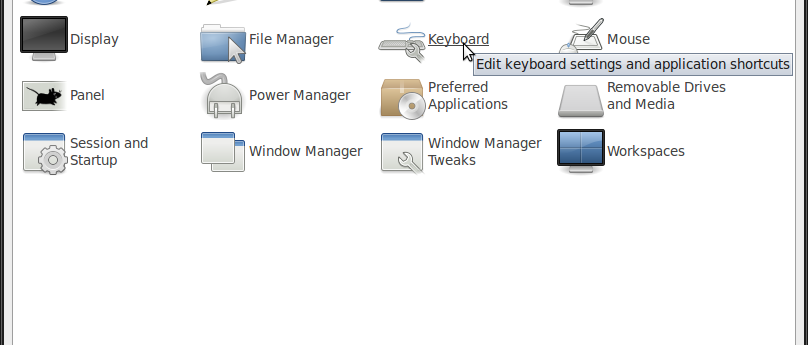 Display
File Manager
Keyboard
Mouse
Edit keyboard settings and application shortcuts
Panel
Power Manager
Preferred
Applications
Removable Drives
and Media
Session and
Startup
Window Manager
Window Manager
Tweaks
Workspaces